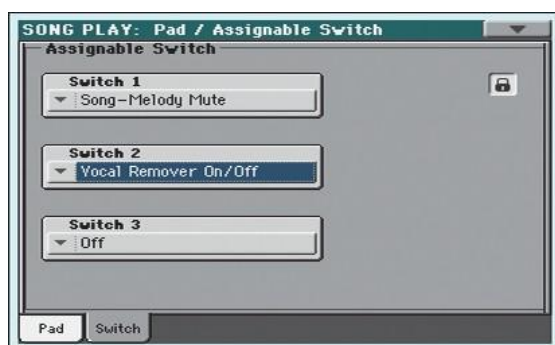 SONG PLAY: Pad / Assignable Switch
Assignable Switch
Switch 1
Song-Melody Mute
Switch 2
Vocal Remover On/Off
Switch 3
Off
Pad Switch